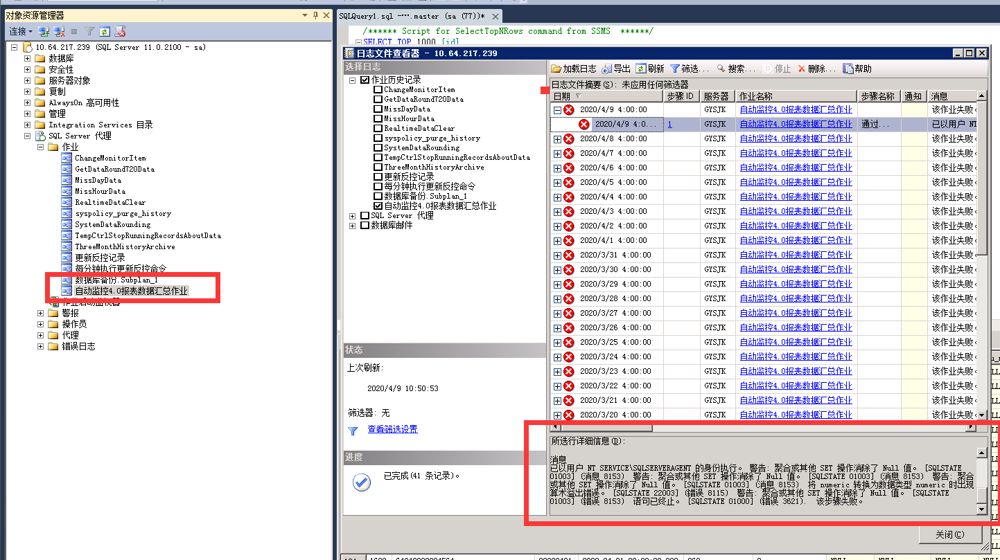 对象资源管理器
连接
10.64.217.239 (SQL Server 11.0.2100 - sa)
数据库
安全性
服务器对象
复制
AlwaysOn 高可用性
管理
Integration Services 目录
SQL Server 代理
作业
ChangeMonitorItem
GetDataRound720Data
MissDayData
MissHourData
RealtimeDataClear
syspolicy_purge_history
SystemDataRounding
TempCtrlStopRunningRecordsAboutData
ThreeMonthHistoryArchive
更新反控记录
每分钟执行更新反控命令
数据库备份.Subplan_1
自动监控4.0报表数据汇总作业
作业活动监视器
警报
操作员
代理
错误日志
SQLQuery1.sql -...master (sa (77))*
/****** Script for SelectTopNRows command from SSMS ******/
SELECT TOP 1000 [id]
日志文件查看器 - 10.64.217.239
选择日志
作业历史记录
ChangeMonitorItem
GetDataRound720Data
MissDayData
MissHourData
RealtimeDataClear
syspolicy_purge_history
SystemDataRounding
TempCtrlStopRunningRecordsAboutData
ThreeMonthHistoryArchive
更新反控记录
每分钟执行更新反控命令
数据库备份.Subplan_1
自动监控4.0报表数据汇总作业
SQL Server 代理
数据库邮件
状态
上次刷新:
2020/4/9 10:50:53
筛选器: 无
查看筛选设置
进度
已完成(41 条记录)。
加载日志 导出 刷新 筛选... 搜索... 停止 删除... 帮助
日志文件摘要(S): 未应用任何筛选器
日期 步骤 ID 服务器 作业名称 步骤名称 通知 消息
2020/4/9 4:00:00 GYSJK 自动监控4.0报表数据汇总作业 该作业失败
2020/4/9 4:0... 1 GYSJK 自动监控4.0报表数据汇总作业 通过... 已以用户 NT
2020/4/8 4:00:00 GYSJK 自动监控4.0报表数据汇总作业 该作业失败
2020/4/7 4:00:00 GYSJK 自动监控4.0报表数据汇总作业 该作业失败
2020/4/6 4:00:00 GYSJK 自动监控4.0报表数据汇总作业 该作业失败
2020/4/5 4:00:00 GYSJK 自动监控4.0报表数据汇总作业 该作业失败
2020/4/4 4:00:00 GYSJK 自动监控4.0报表数据汇总作业 该作业失败
2020/4/3 4:00:00 GYSJK 自动监控4.0报表数据汇总作业 该作业失败
2020/4/2 4:00:00 GYSJK 自动监控4.0报表数据汇总作业 该作业失败
2020/4/1 4:00:00 GYSJK 自动监控4.0报表数据汇总作业 该作业失败
2020/3/31 4:00:00 GYSJK 自动监控4.0报表数据汇总作业 该作业失败
2020/3/30 4:00:00 GYSJK 自动监控4.0报表数据汇总作业 该作业失败
2020/3/29 4:00:00 GYSJK 自动监控4.0报表数据汇总作业 该作业失败
2020/3/28 4:00:00 GYSJK 自动监控4.0报表数据汇总作业 该作业失败
2020/3/27 4:00:00 GYSJK 自动监控4.0报表数据汇总作业 该作业失败
2020/3/26 4:00:00 GYSJK 自动监控4.0报表数据汇总作业 该作业失败
2020/3/25 4:00:00 GYSJK 自动监控4.0报表数据汇总作业 该作业失败
2020/3/24 4:00:00 GYSJK 自动监控4.0报表数据汇总作业 该作业失败
2020/3/23 4:00:00 GYSJK 自动监控4.0报表数据汇总作业 该作业失败
2020/3/22 4:00:00 GYSJK 自动监控4.0报表数据汇总作业 该作业失败
2020/3/21 4:00:00 GYSJK 自动监控4.0报表数据汇总作业 该作业失败
2020/3/20 4:00:00 GYSJK 自动监控4.0报表数据汇总作业 该作业失败
所选行详细信息(D):
消息
已以用户 NT SERVICE\SQLSERVERAGENT 的身份执行。 警告: 聚合或其他 SET 操作消除了 Null 值。 [SQLSTATE
01003] (消息 8153) 警告: 聚合或其他 SET 操作消除了 Null 值。 [SQLSTATE 01003] (消息 8153) 警告: 聚合
或其他 SET 操作消除了 Null 值。 [SQLSTATE 01003] (消息 8153) 将 numeric 转换为数据类型 numeric 时出现
算术溢出错误。 [SQLSTATE 22003] (错误 8115) 警告: 聚合或其他 SET 操作消除了 Null 值。 [SQLSTATE
01003] (错误 8153) 语句已终止。 [SQLSTATE 01000] (错误 3621). 该步骤失败。
关闭(C)